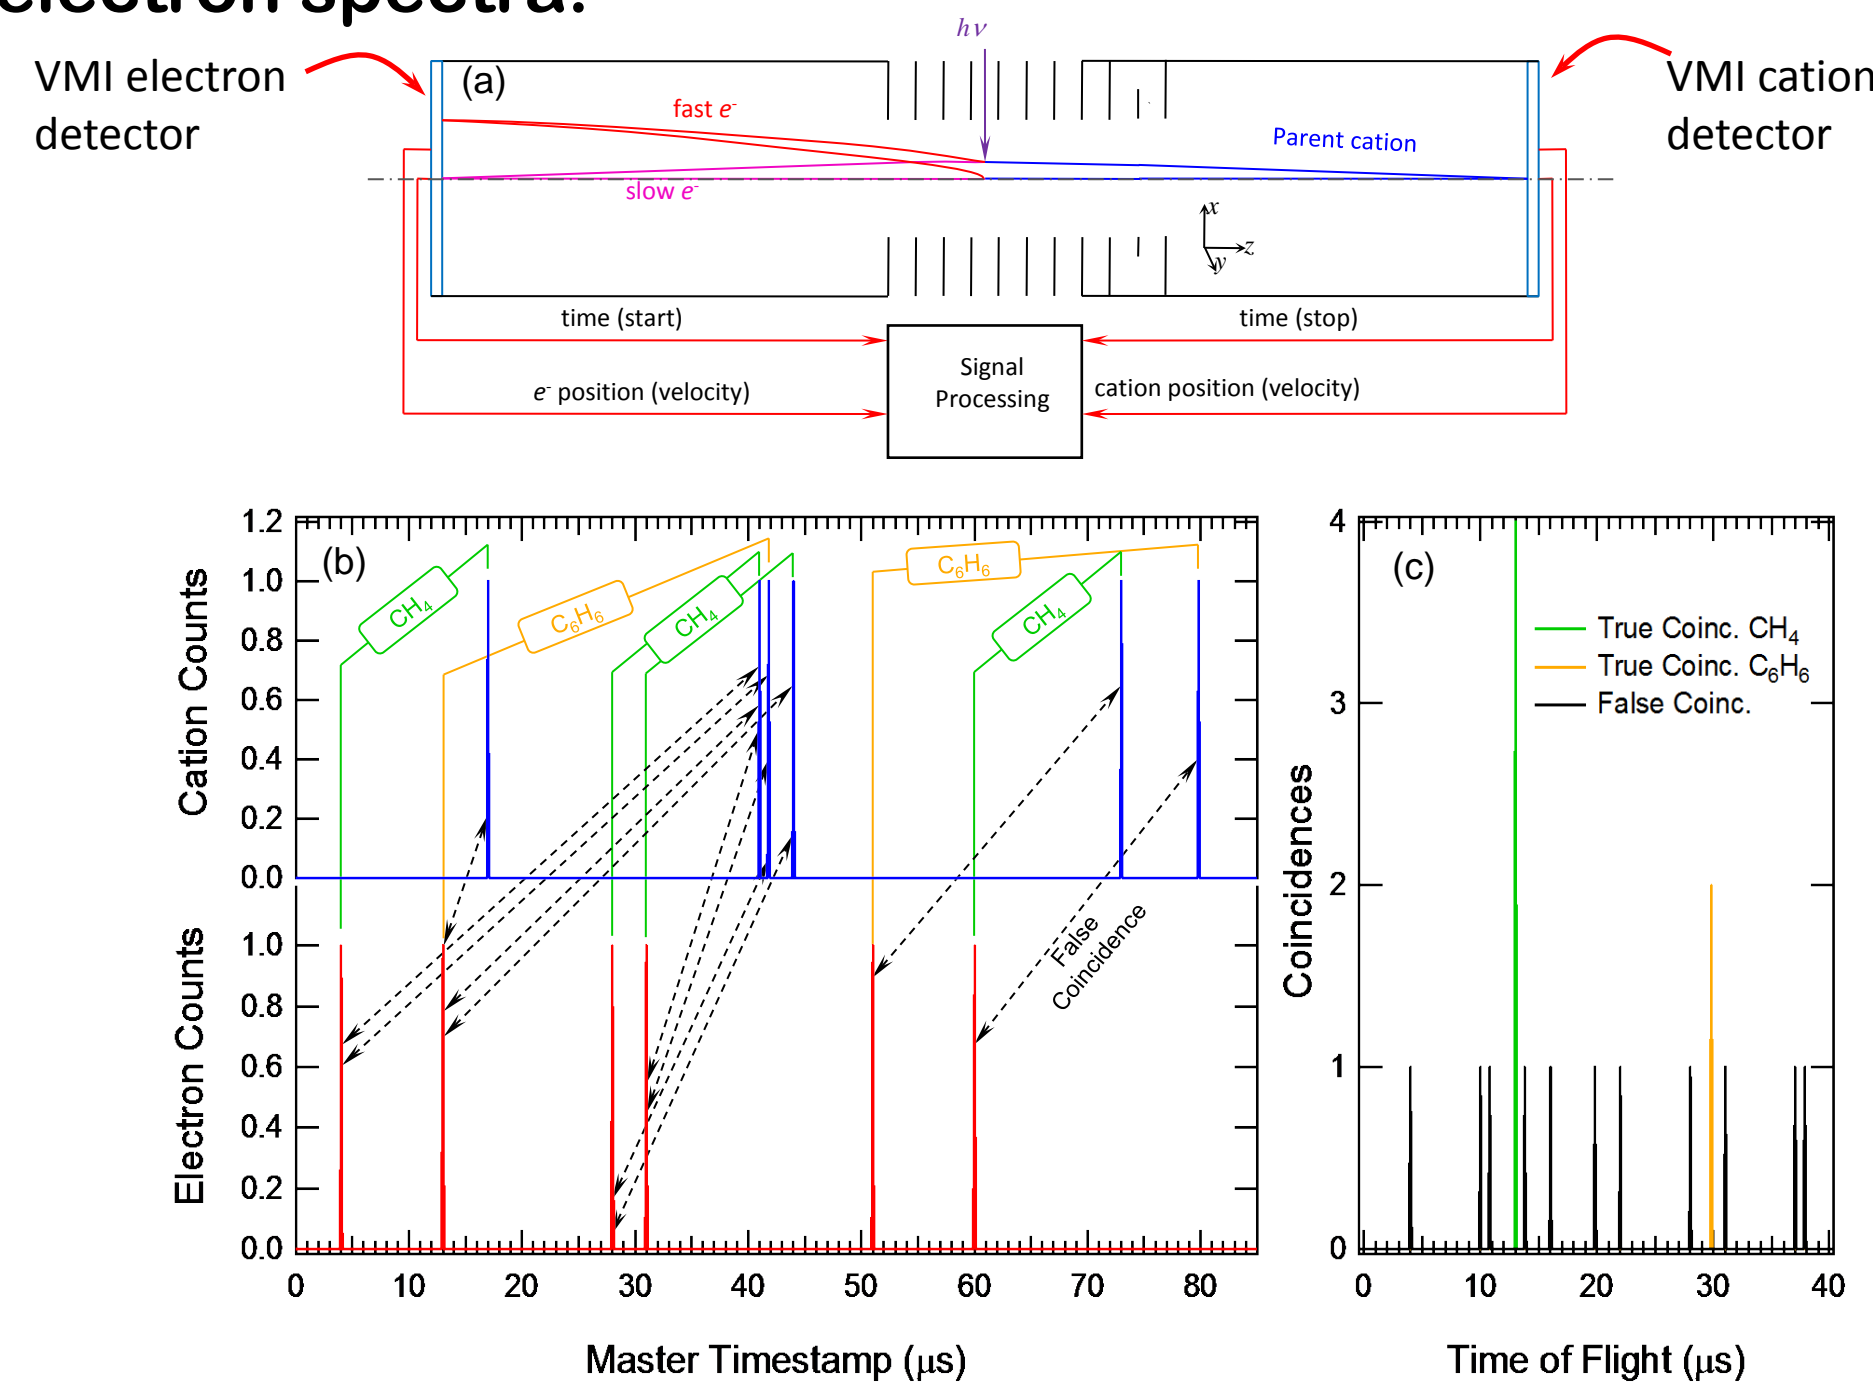 electron spectra.
hν
VMI electron
detector
(a)
fast e-
slow e-
Parent cation
VMI cation
detector
x
z
y
time (start)
time (stop)
Signal
Processing
e- position (velocity)
cation position (velocity)
(b)
CH4
C6H6
CH4
C6H6
CH4
1.2
1.0
0.8
0.6
0.4
0.2
0.0
Cation Counts
1.0
0.8
0.6
0.4
0.2
0.0
Electron Counts
False
Coincidence
0 10 20 30 40 50 60 70 80
Master Timestamp (μs)
(c)
True Coinc. CH4
True Coinc. C6H6
False Coinc.
4
3
2
1
0
Coincidences
0 10 20 30 40
Time of Flight (μs)